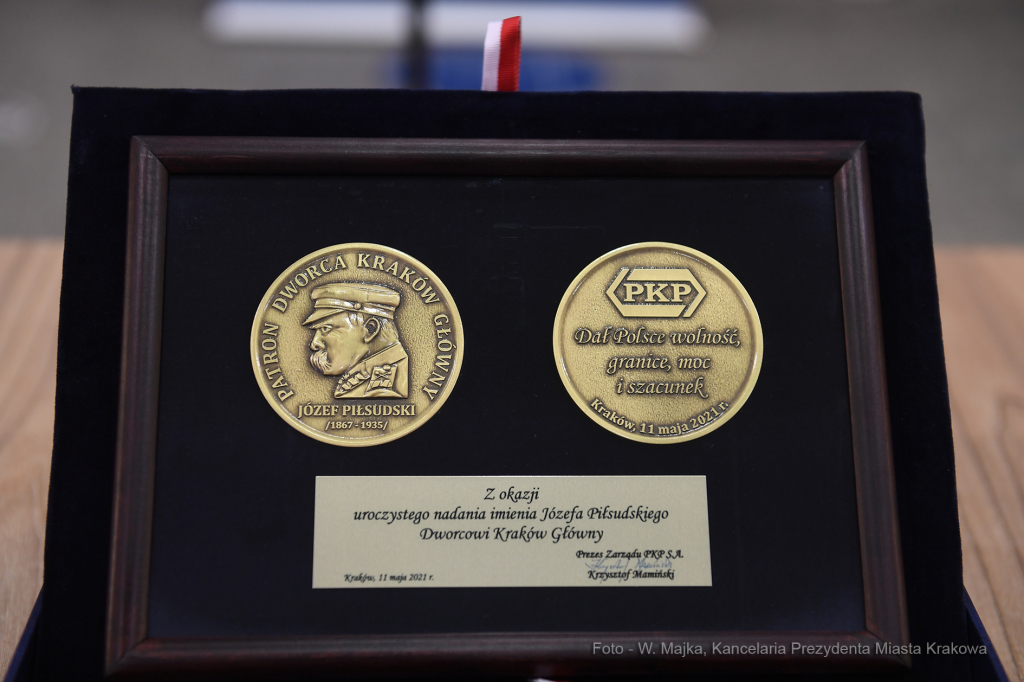 PATRON DWORCA KRAKÓW GŁÓWNY
JÓZEF PIŁSUDSKI
/1867 - 1935/
PKP
Dał Polsce wolność,
granice, moc
i szacunek
Kraków, 11 maja 2021 r.
Z okazji
uroczystego nadania imienia Józefa Piłsudskiego
Dworcowi Kraków Główny
Prezes Zarządu PKP S.A.
Krzysztof Mamiński
Kraków, 11 maja 2021 r.
Foto - W. Majka, Kancelaria Prezydenta Miasta Krakowa